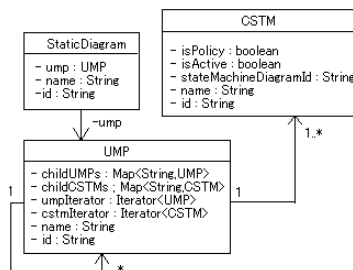 StaticDiagram
- ump : UMP
- name : String
-id : String
CSTM
- isPolicy : boolean
- isActive : boolean
- stateMachineDiagramId : String
- name : String
- id : String
-ump
1..*
UMP
- childUMPs : Map<String,UMP>
- childCSTMs ; Map<String,CSTM>
- umpIterator : Iterator<UMP>
- cstmIterator : Iterator<CSTM>
- name : String
- id : String
1
1
*